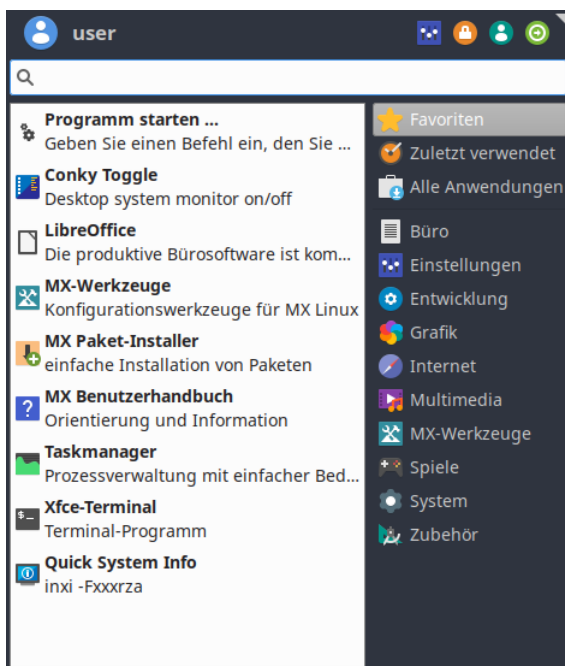 user
Programm starten ...
Geben Sie einen Befehl ein, den Sie ...
Conky Toggle
Desktop system monitor on/off
LibreOffice
Die produktive Bürosoftware ist kom...
MX-Werkzeuge
Konfigurationswerkzeuge für MX Linux
MX Paket-Installer
einfache Installation von Paketen
MX Benutzerhandbuch
Orientierung und Information
Taskmanager
Prozessverwaltung mit einfacher Bed...
Xfce-Terminal
Terminal-Programm
Quick System Info
inxi -Fxxxrza
Favoriten
Zuletzt verwendet
Alle Anwendungen
Büro
Einstellungen
Entwicklung
Grafik
Internet
Multimedia
MX-Werkzeuge
Spiele
System
Zubehör